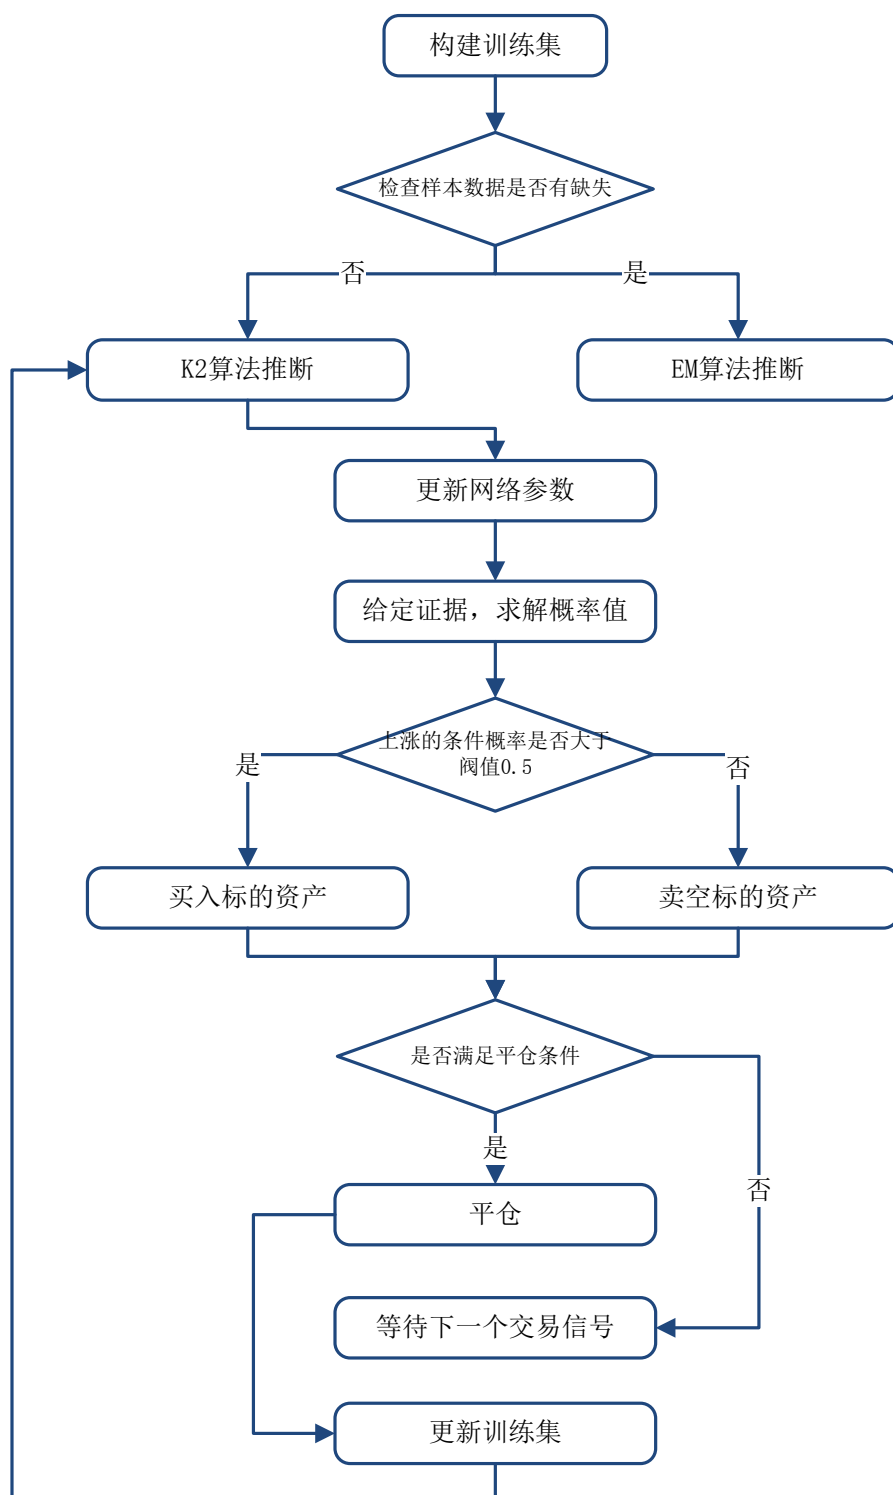 构建训练集
检查样本数据是否有缺失
否
是
K2算法推断
EM算法推断
更新网络参数
给定证据，求解概率值
上涨的条件概率是否大于
阀值0.5
是
否
买入标的资产
卖空标的资产
是否满足平仓条件
是
否
平仓
等待下一个交易信号
更新训练集